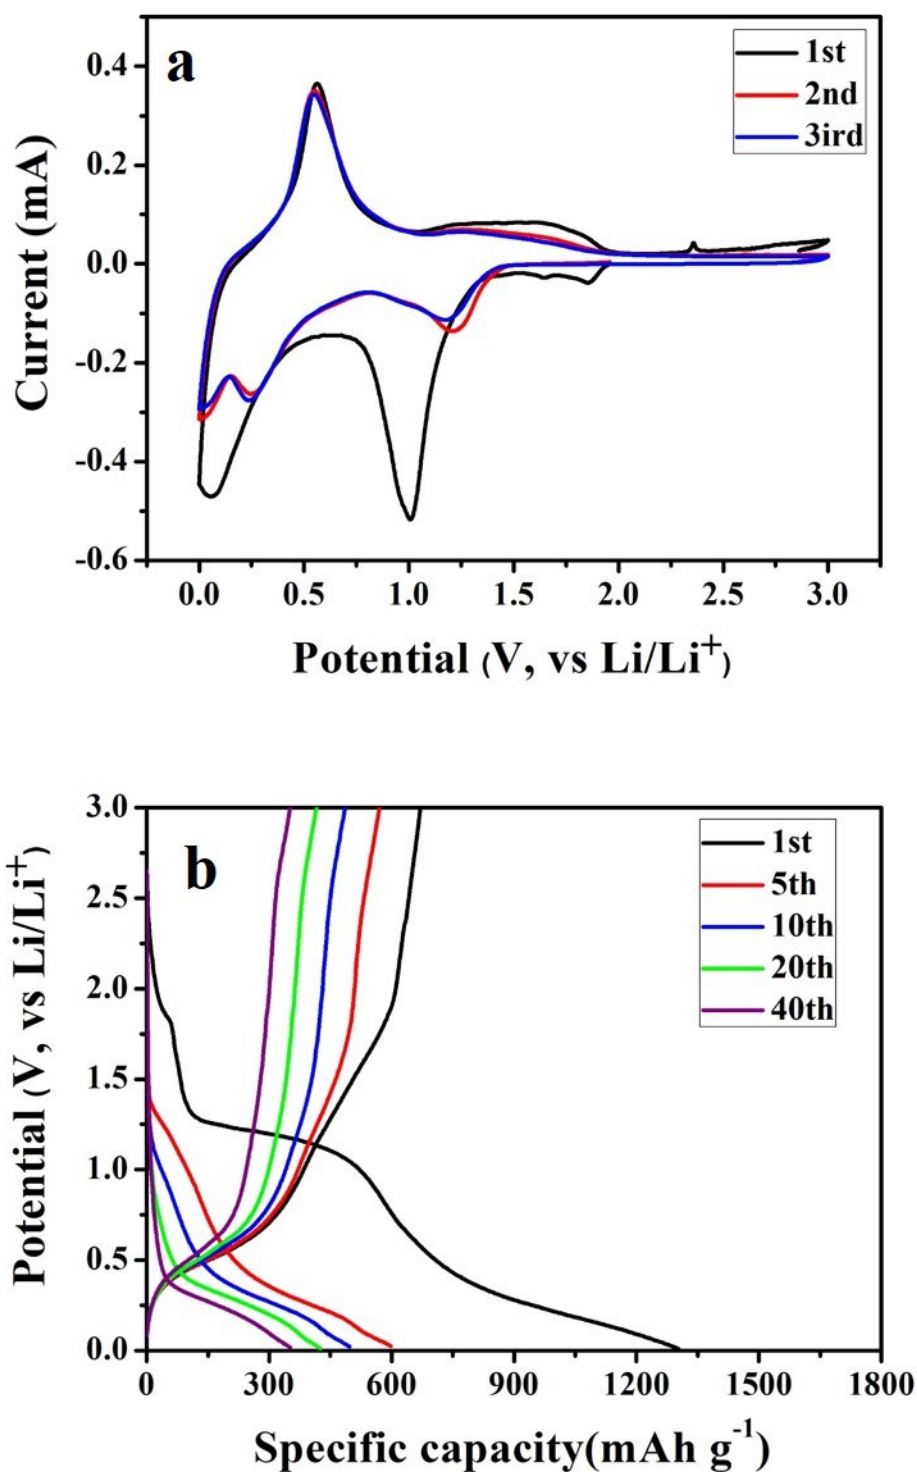 a
1st
2nd
3ird
0.4
0.2
0.0
-0.2
-0.4
-0.6
Current (mA)
0.0 0.5 1.0 1.5 2.0 2.5 3.0
Potential (V, vs Li/Li⁺)
b
1st
5th
10th
20th
40th
3.0
2.5
2.0
1.5
1.0
0.5
0.0
Potential (V, vs Li/Li⁺)
0 300 600 900 1200 1500 1800
Specific capacity(mAh g⁻¹)